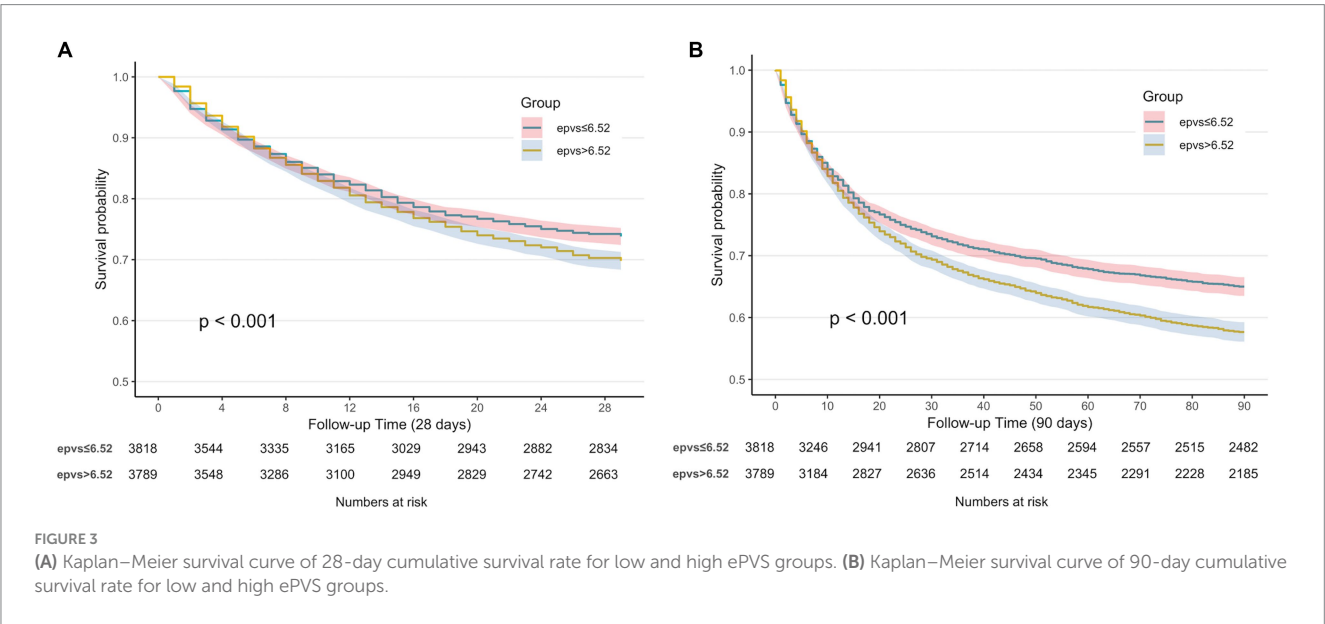 A
Survival probability
1.0
0.9
0.8
0.7
0.6
0.5
Group
epvs≤6.52
epvs>6.52
p < 0.001
0 4 8 12 16 20 24 28
Follow-up Time (28 days)
epvs≤6.52 3818 3544 3335 3165 3029 2943 2882 2834
epvs>6.52 3789 3548 3286 3100 2949 2829 2742 2663
Numbers at risk
B
Survival probability
1.0
0.9
0.8
0.7
0.6
0.5
Group
epvs≤6.52
epvs>6.52
p < 0.001
0 10 20 30 40 50 60 70 80 90
Follow-up Time (90 days)
epvs≤6.52 3818 3246 2941 2807 2714 2658 2594 2557 2515 2482
epvs>6.52 3789 3184 2827 2636 2514 2434 2345 2291 2228 2185
Numbers at risk
FIGURE 3
(A) Kaplan–Meier survival curve of 28-day cumulative survival rate for low and high ePVS groups. (B) Kaplan–Meier survival curve of 90-day cumulative
survival rate for low and high ePVS groups.